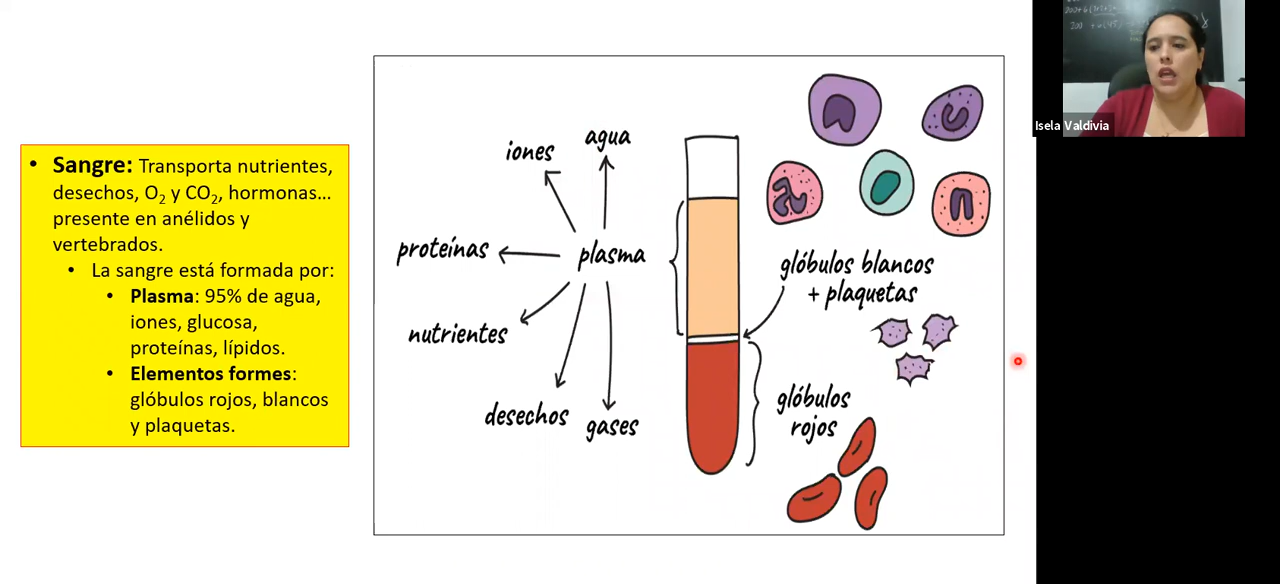 • Sangre: Transporta nutrientes,
desechos, O₂ y CO₂, hormonas...
presente en anélidos y
vertebrados.
• La sangre está formada por:
• Plasma: 95% de agua,
iones, glucosa,
proteínas, lípidos.
• Elementos formes:
glóbulos rojos, blancos
y plaquetas.
iones
agua
proteínas
plasma
nutrientes
desechos
gases
glóbulos blancos
+ plaquetas
glóbulos
rojos
Isela Valdivia